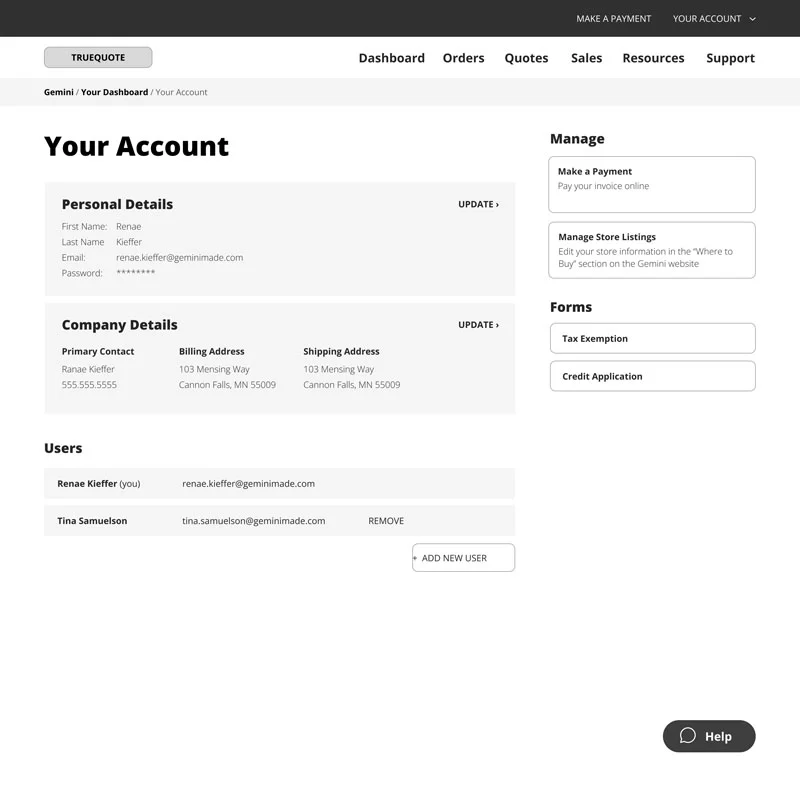 MAKE A PAYMENT YOUR ACCOUNT
TRUEQUOTE Dashboard Orders Quotes Sales Resources Support
Gemini / Your Dashboard / Your Account
Your Account
Personal Details UPDATE ›
First Name: Renae
Last Name Kieffer
Email: renae.kieffer@geminimade.com
Password: ********
Company Details UPDATE ›
Primary Contact Billing Address Shipping Address
Ranae Kieffer 103 Mensing Way 103 Mensing Way
555.555.5555 Cannon Falls, MN 55009 Cannon Falls, MN 55009
Users
Renae Kieffer (you) renae.kieffer@geminimade.com
Tina Samuelson tina.samuelson@geminimade.com REMOVE
+ ADD NEW USER
Manage
Make a Payment
Pay your invoice online
Manage Store Listings
Edit your store information in the “Where to
Buy” section on the Gemini website
Forms
Tax Exemption
Credit Application
Help